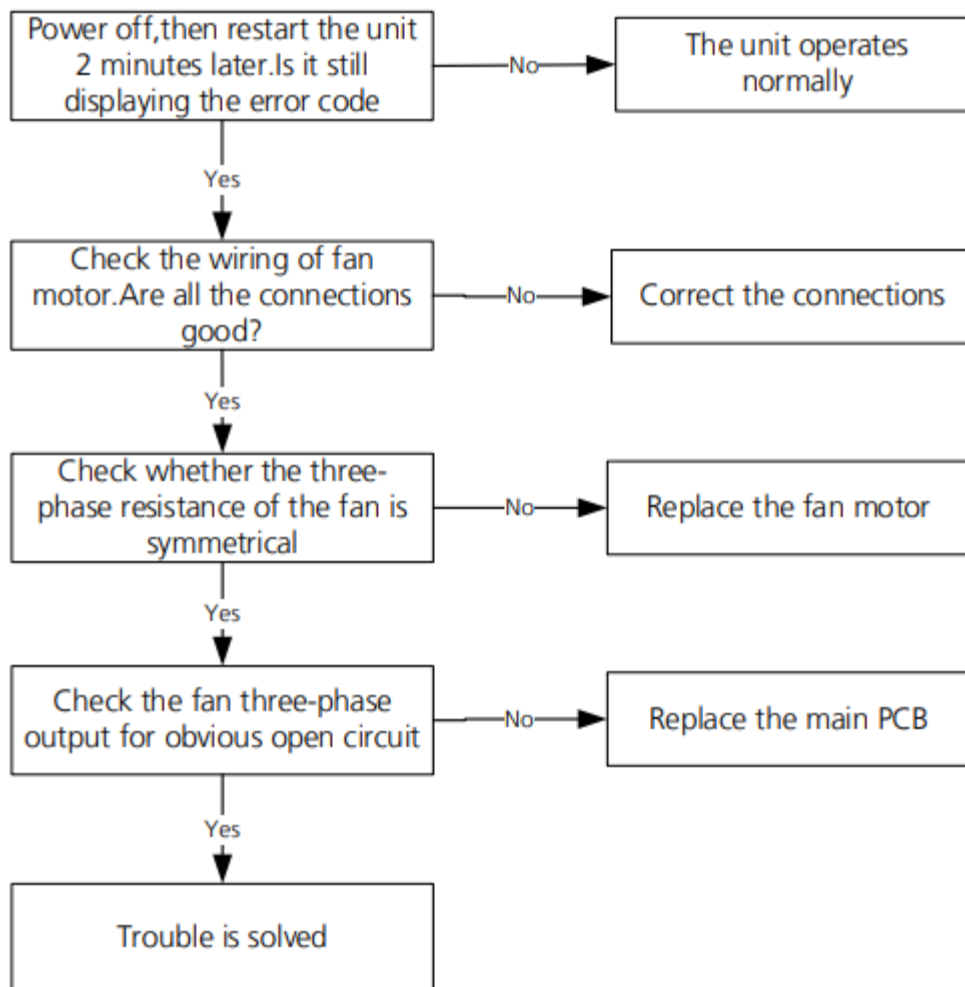 Power off,then restart the unit
2 minutes later.Is it still
displaying the error code
No
The unit operates
normally
Yes
Check the wiring of fan
motor.Are all the connections
good?
No
Correct the connections
Yes
Check whether the three-
phase resistance of the fan is
symmetrical
No
Replace the fan motor
Yes
Check the fan three-phase
output for obvious open circuit
No
Replace the main PCB
Yes
Trouble is solved